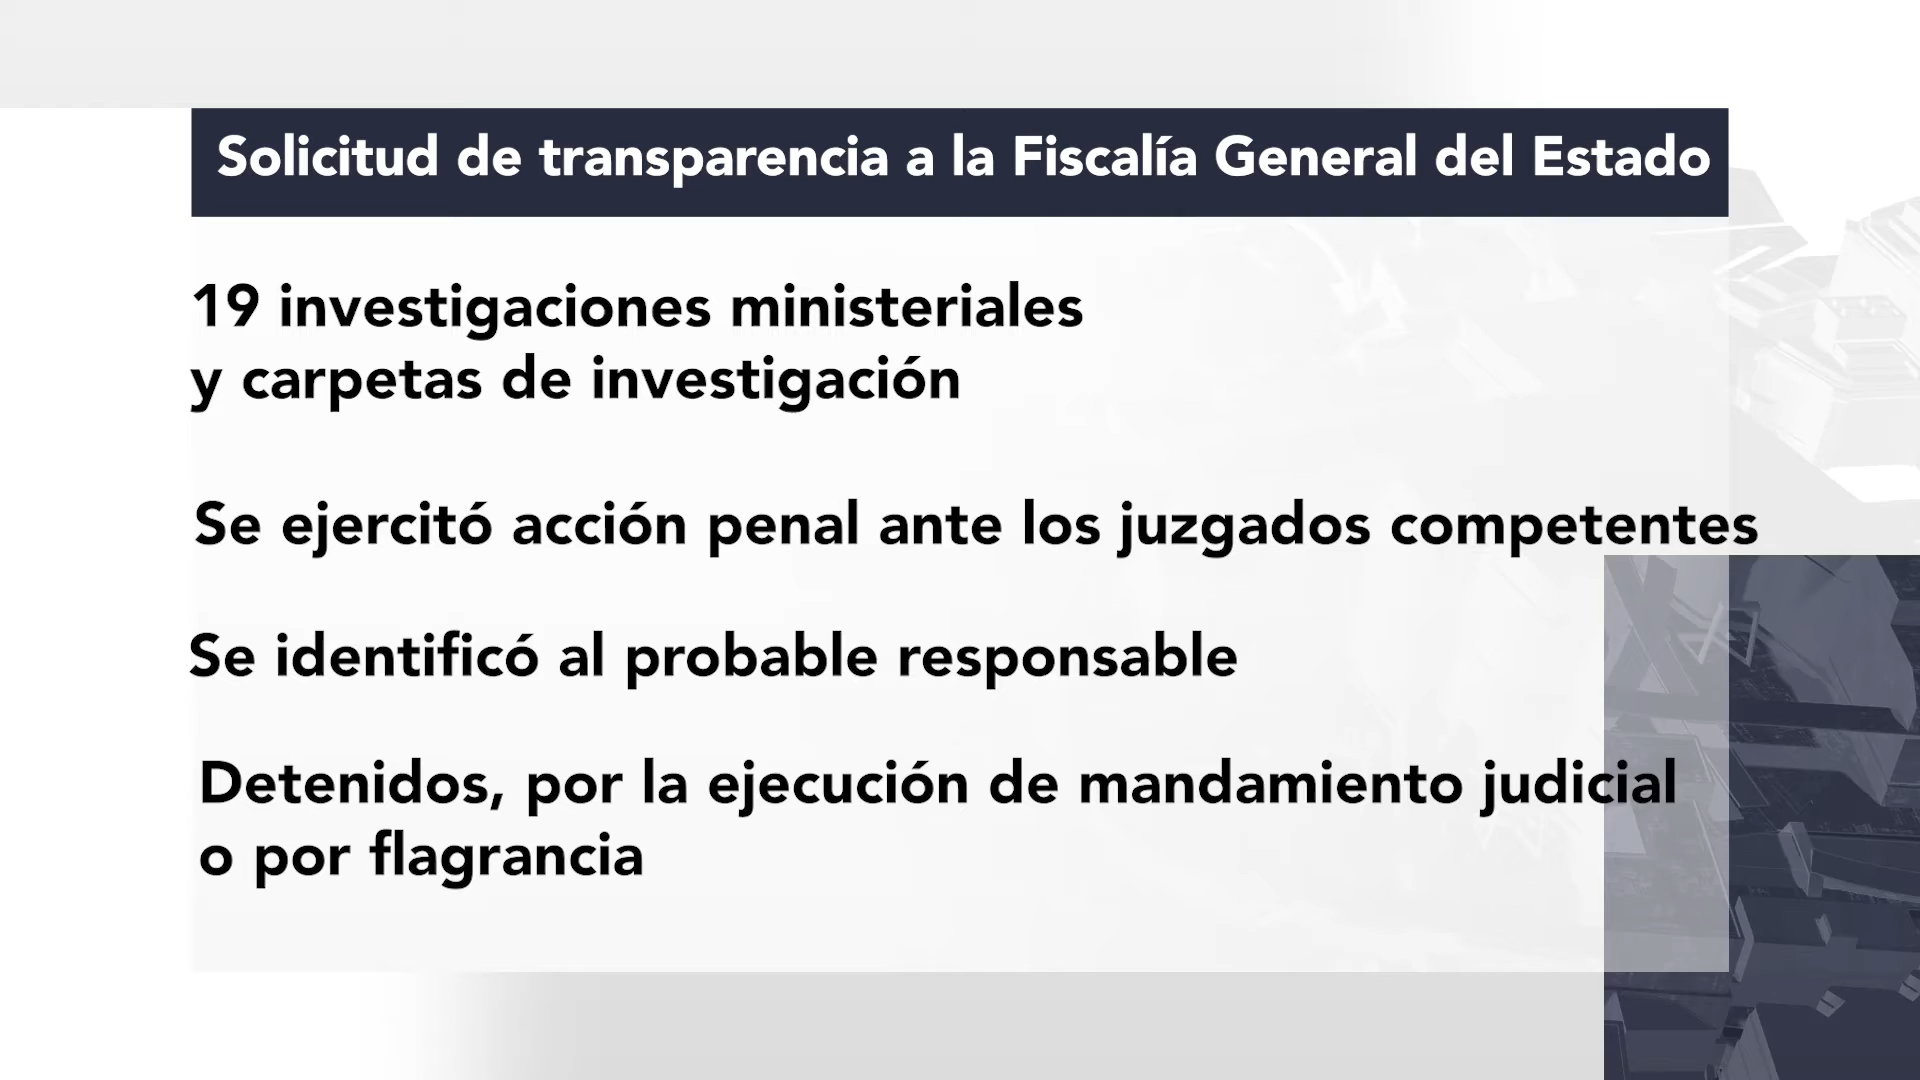 Solicitud de transparencia a la Fiscalía General del Estado
19 investigaciones ministeriales
y carpetas de investigación
Se ejercitó acción penal ante los juzgados competentes
Se identificó al probable responsable
Detenidos, por la ejecución de mandamiento judicial
o por flagrancia